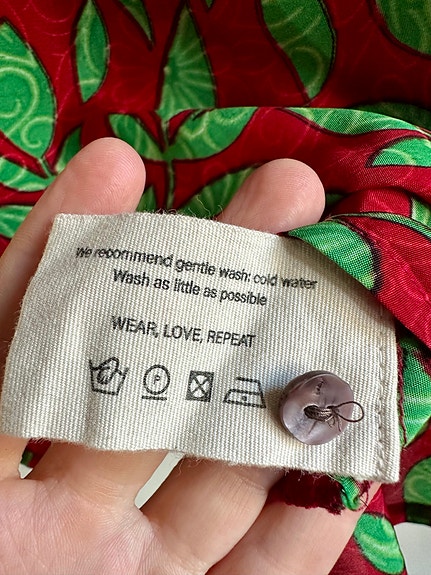 We recommend gentle wash: cold water
Wash as little as possible
WEAR, LOVE, REPEAT
P